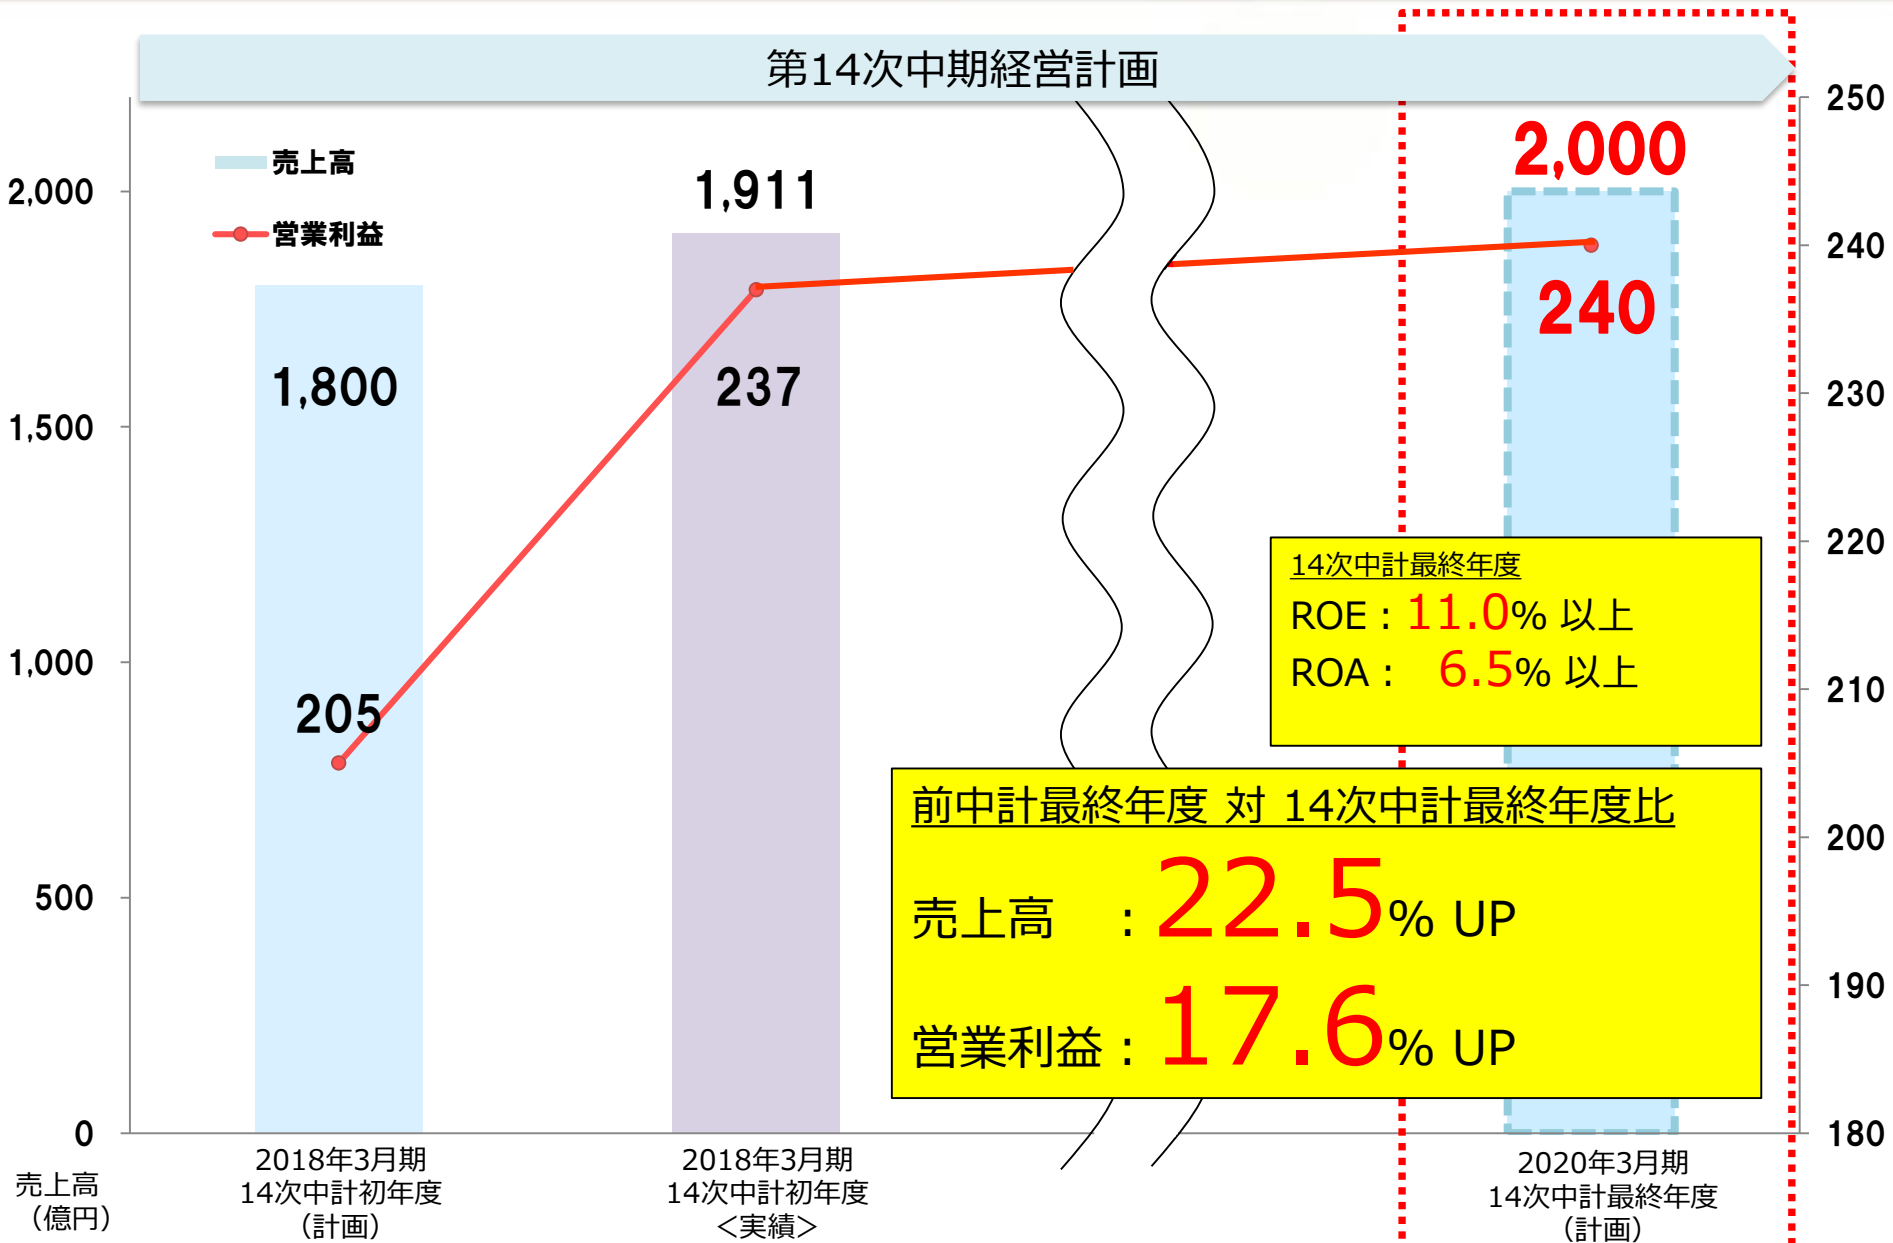 第14次中期経営計画
売上高
営業利益
2,000
1,500
1,000
500
0
売上高
（億円）
250
240
230
220
210
200
190
180
1,800
205
1,911
237
2,000
240
14次中計最終年度
ROE：11.0% 以上
ROA： 6.5% 以上
前中計最終年度 対 14次中計最終年度比
売上高 ：22.5% UP
営業利益：17.6% UP
2018年3月期
14次中計初年度
（計画）
2018年3月期
14次中計初年度
＜実績＞
2020年3月期
14次中計最終年度
（計画）